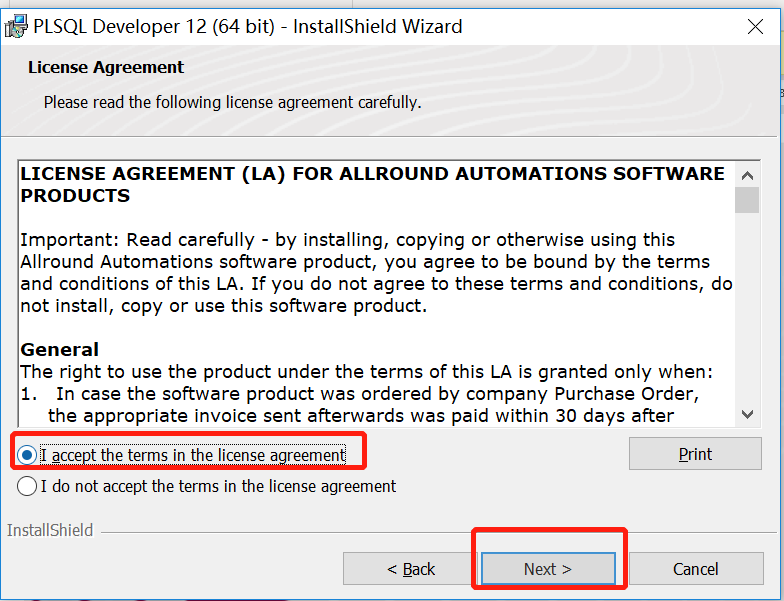 PLSQL Developer 12 (64 bit) - InstallShield Wizard
License Agreement
Please read the following license agreement carefully.
LICENSE AGREEMENT (LA) FOR ALLROUND AUTOMATIONS SOFTWARE
PRODUCTS
Important: Read carefully - by installing, copying or otherwise using this
Allround Automations software product, you agree to be bound by the terms
and conditions of this LA. If you do not agree to these terms and conditions, do
not install, copy or use this software product.
General
The right to use the product under the terms of this LA is granted only when:
1. In case the software product was ordered by company Purchase Order,
the appropriate invoice sent afterwards was paid within 30 days after
I accept the terms in the license agreement
Print
I do not accept the terms in the license agreement
InstallShield
< Back
Next >
Cancel